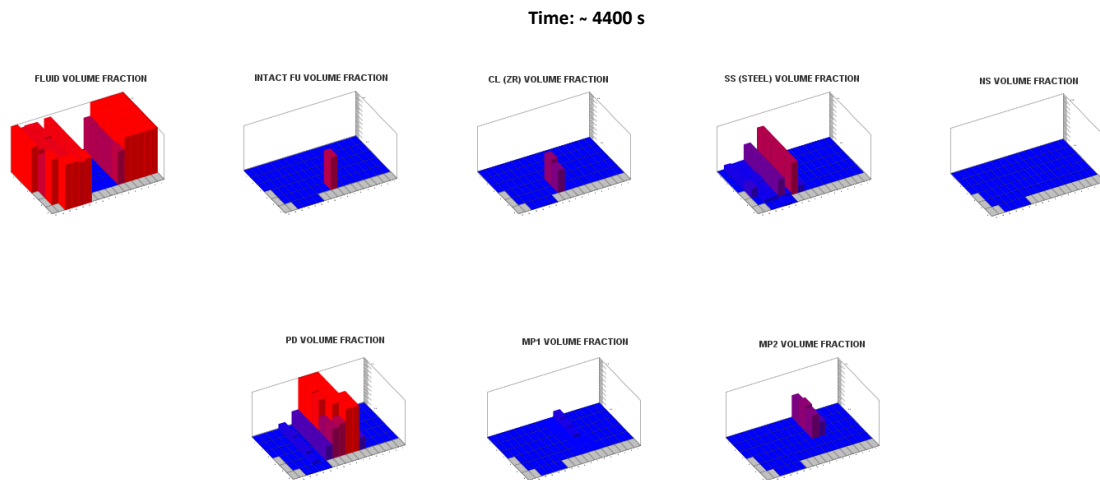 Time: ~ 4400 s
FLUID VOLUME FRACTION
INTACT FU VOLUME FRACTION
CL (ZR) VOLUME FRACTION
SS (STEEL) VOLUME FRACTION
NS VOLUME FRACTION
PD VOLUME FRACTION
MP1 VOLUME FRACTION
MP2 VOLUME FRACTION